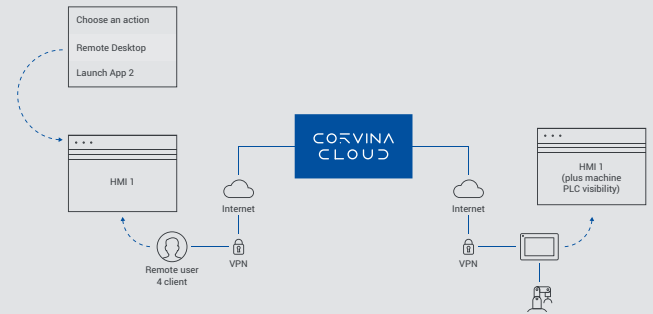 Choose an action
Remote Desktop
Launch App 2
CORVINA
CLOUD
HMI 1
HMI 1
(plus machine
PLC visibility)
Internet
Internet
VPN
VPN
Remote user
4 client